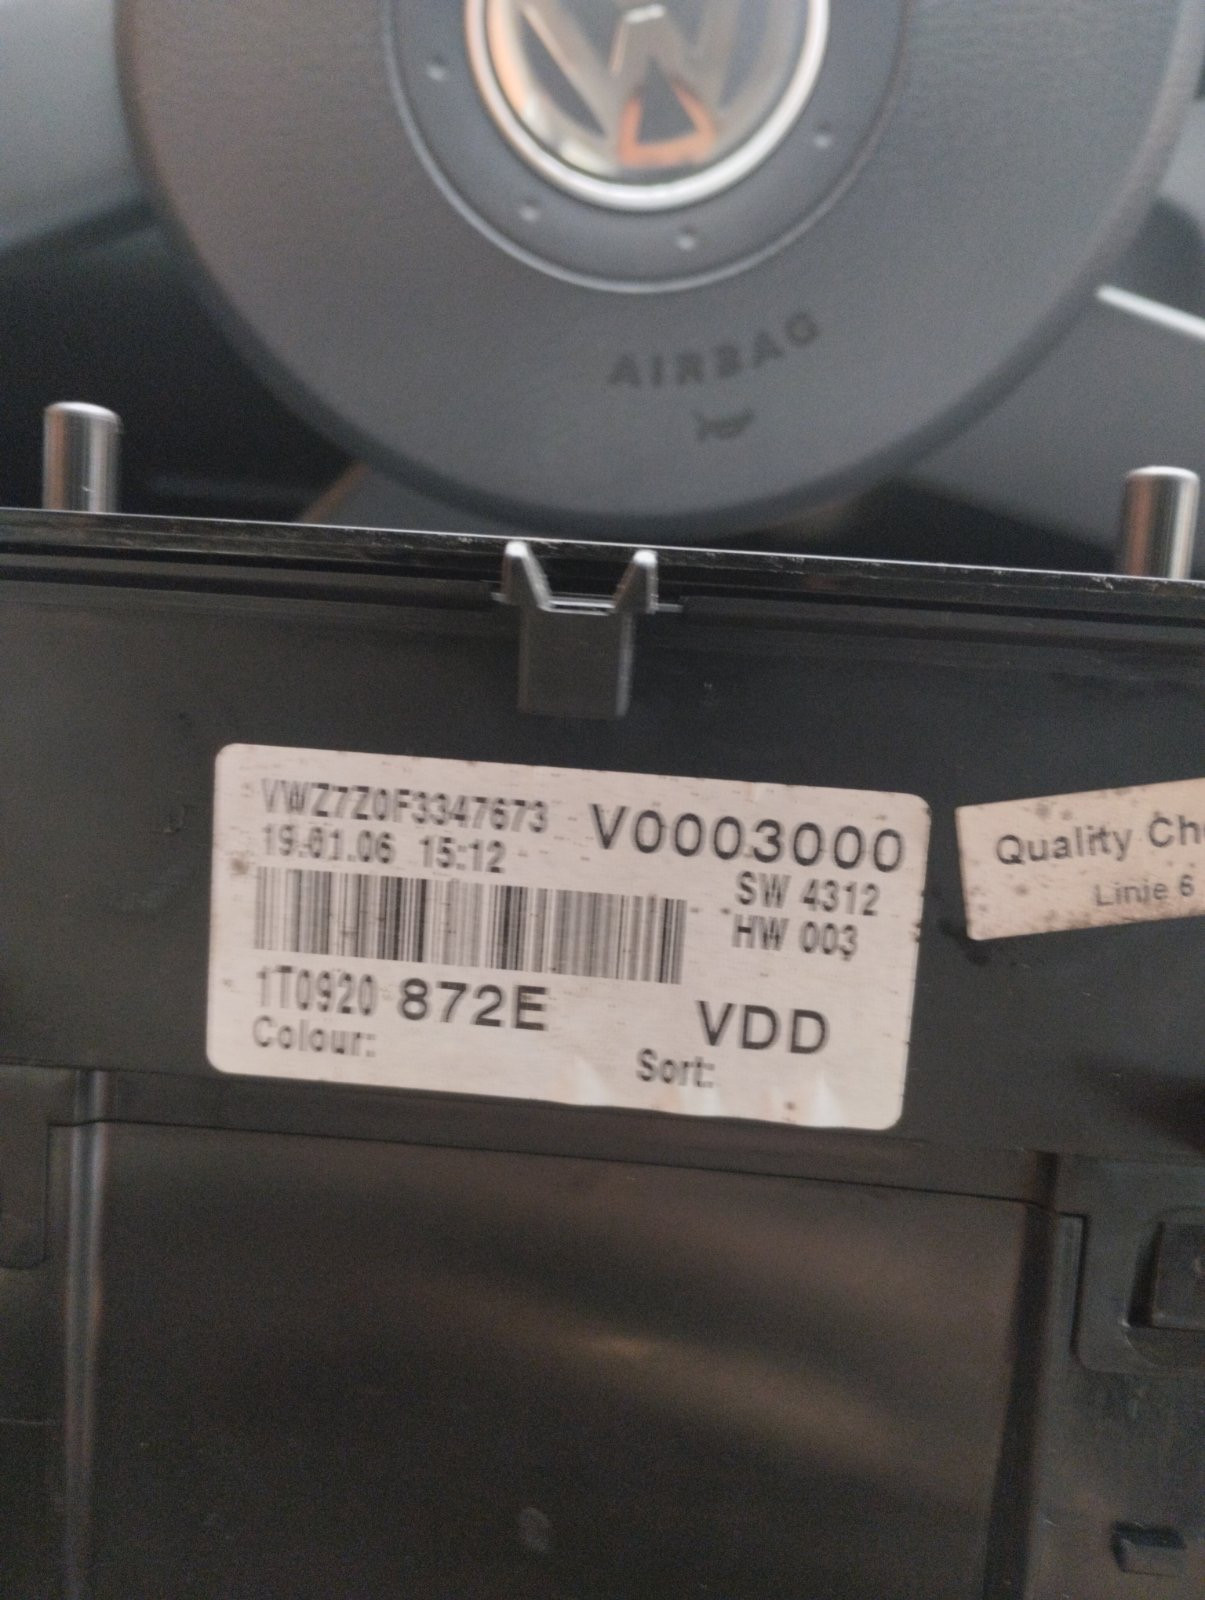 AIRBAG
VWZ7Z0F3347673
V0003000
19.01.06 15:12
SW 4312
HW 003
1T0920 872E
VDD
Colour:
Sort:
Quality
Linie 6